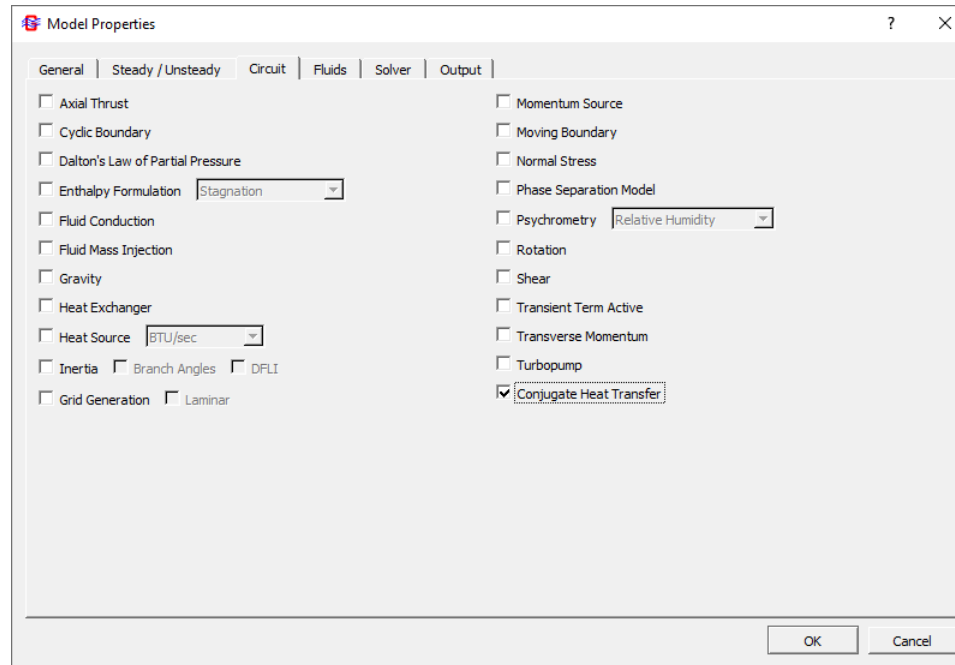 Model Properties
General
Steady / Unsteady
Circuit
Fluids
Solver
Output
Axial Thrust
Cyclic Boundary
Dalton's Law of Partial Pressure
Enthalpy Formulation Stagnation
Fluid Conduction
Fluid Mass Injection
Gravity
Heat Exchanger
Heat Source BTU/sec
Inertia Branch Angles DFLI
Grid Generation Laminar
Momentum Source
Moving Boundary
Normal Stress
Phase Separation Model
Psychrometry Relative Humidity
Rotation
Shear
Transient Term Active
Transverse Momentum
Turbopump
Conjugate Heat Transfer
OK
Cancel